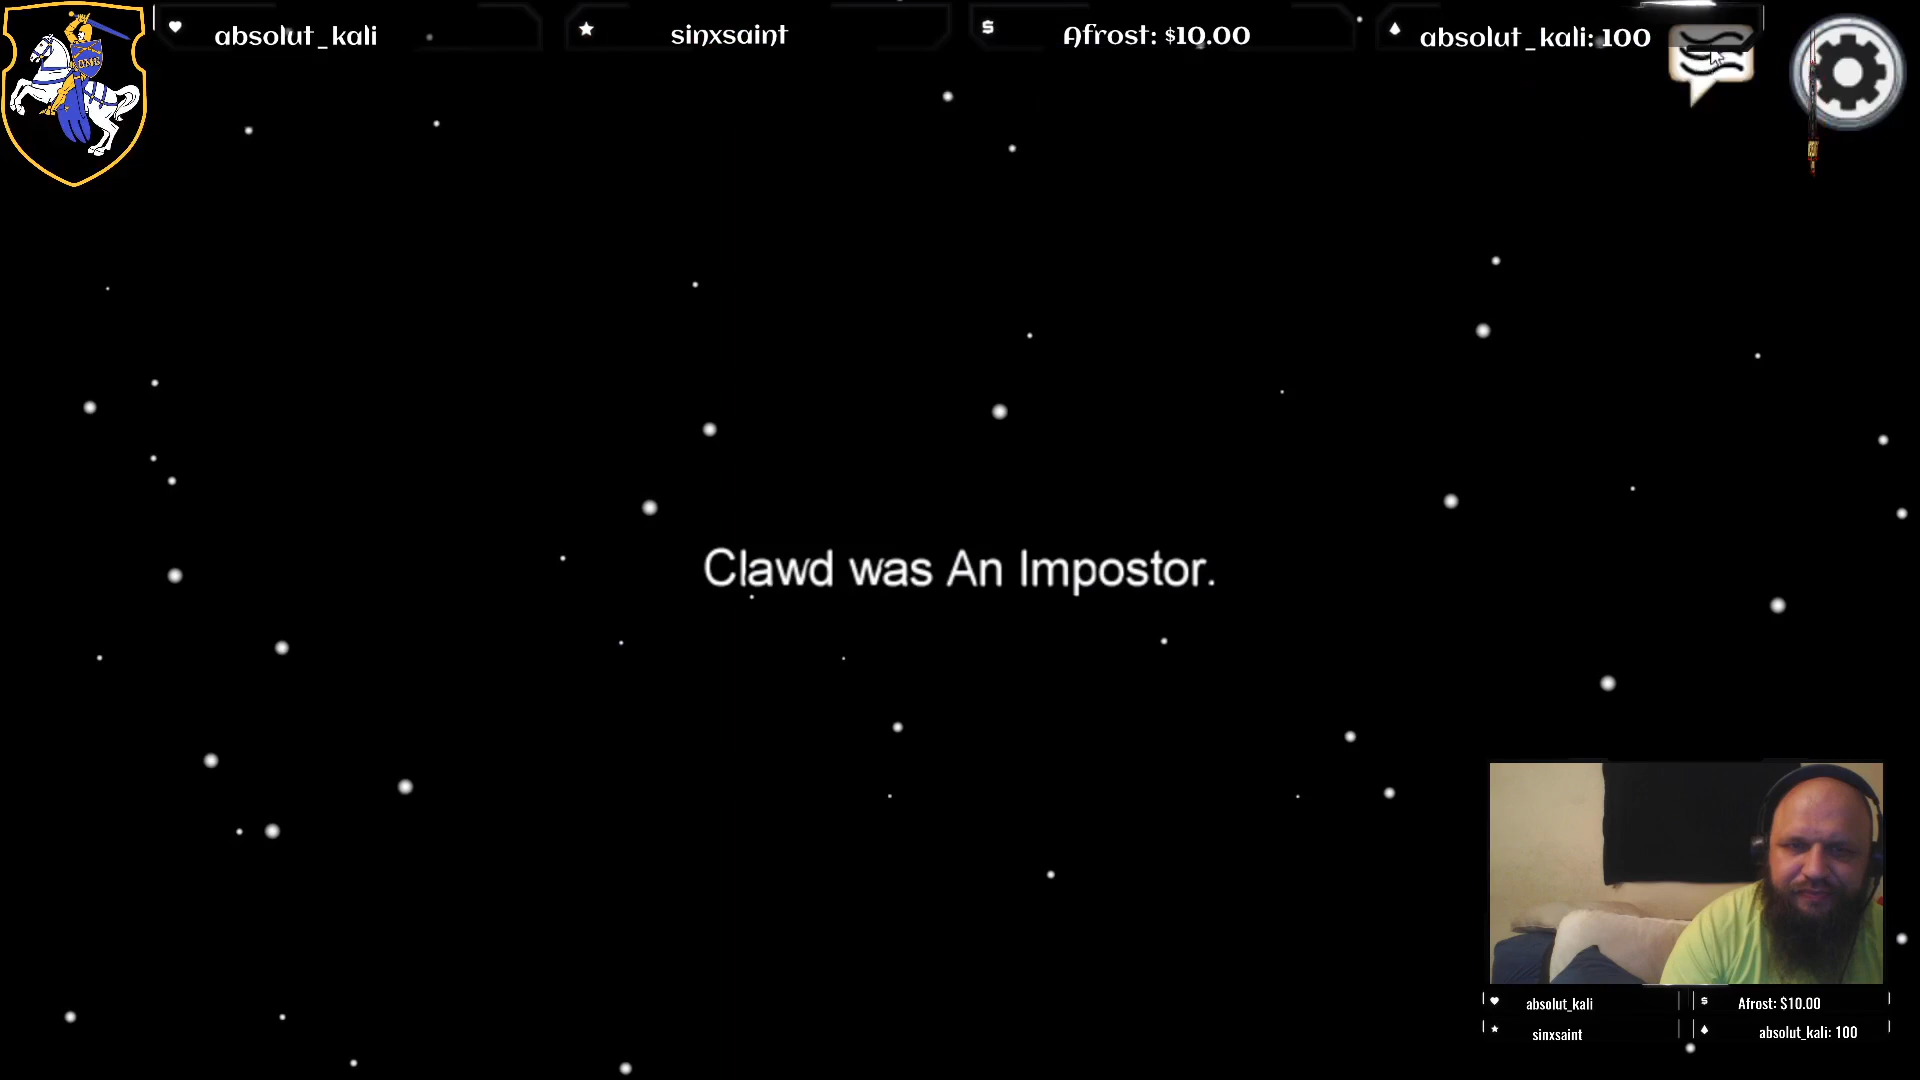 absolut_kali
sinxsaint
$
Afrost: $10.00
absolut_kali: 100
Clawd was An Impostor.
absolut_kali
$
Afrost: $10.00
sinxsaint
absolut_kali: 100